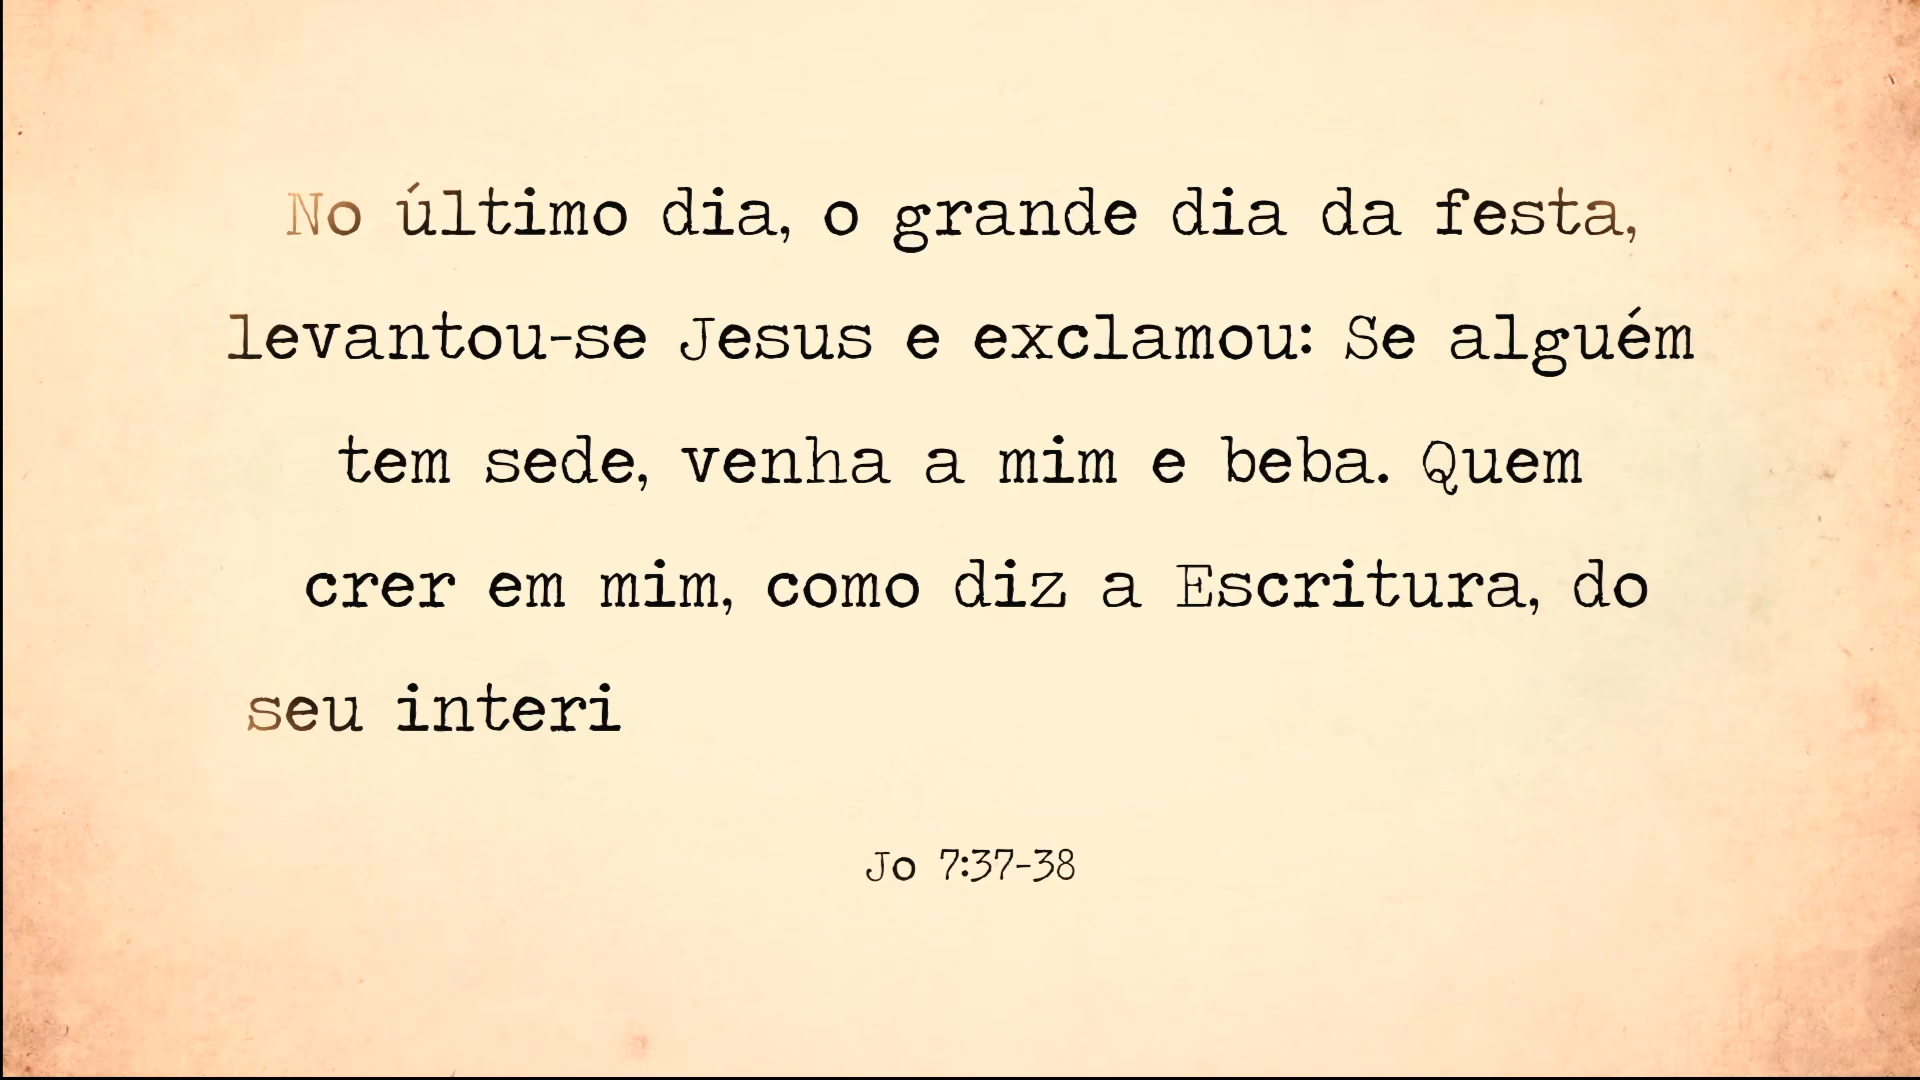 No último dia, o grande dia da festa,
levantou-se Jesus e exclamou: Se alguém
tem sede, venha a mim e beba. Quem
crer em mim, como diz a Escritura, do
seu interi
Jo 7:37-38